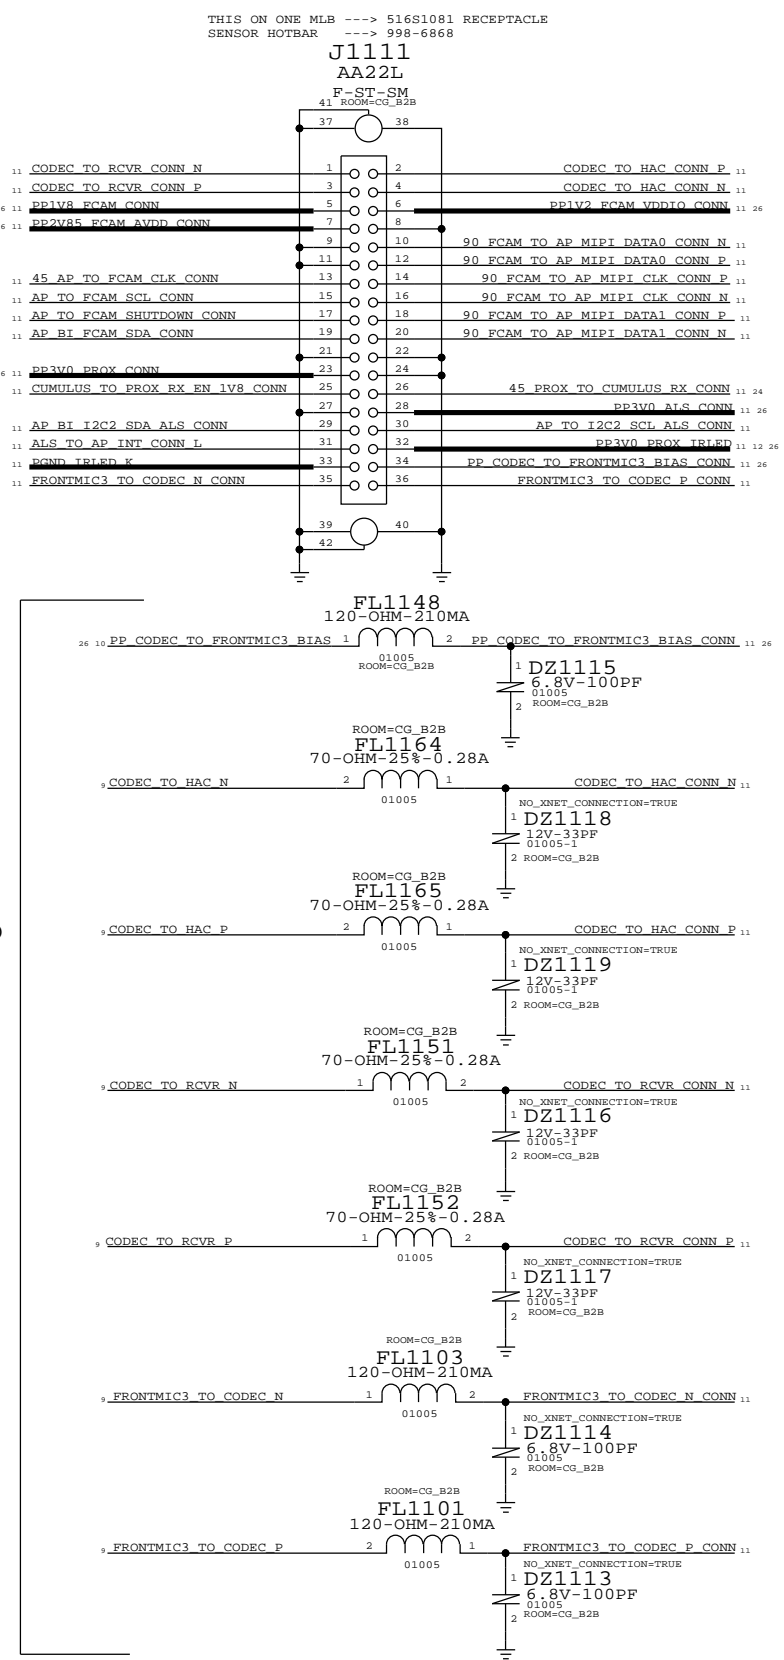 THIS ON ONE MLB ---> 516S1081 RECEPTACLE
SENSOR HOTBAR ---> 998-6868
J1111
AA22L
F-ST-SM
41 ROOM=CG_B2B
37 38
11 CODEC_TO_RCVR_CONN_N 1 2 CODEC_TO_HAC_CONN_P 11
11 CODEC_TO_RCVR_CONN_P 3 4 CODEC_TO_HAC_CONN_N 11
6 11 PP1V8_FCAM_CONN 5 6 PP1V2_FCAM_VDDIO_CONN 11 26
6 11 PP2V85_FCAM_AVDD_CONN 7 8
9 10 90_FCAM_TO_AP_MIPI_DATA0_CONN_N 11
11 12 90_FCAM_TO_AP_MIPI_DATA0_CONN_P 11
11 45_AP_TO_FCAM_CLK_CONN 13 14 90_FCAM_TO_AP_MIPI_CLK_CONN_P 11
11 AP_TO_FCAM_SCL_CONN 15 16 90_FCAM_TO_AP_MIPI_CLK_CONN_N 11
11 AP_TO_FCAM_SHUTDOWN_CONN 17 18 90_FCAM_TO_AP_MIPI_DATA1_CONN_P 11
11 AP_BI_FCAM_SDA_CONN 19 20 90_FCAM_TO_AP_MIPI_DATA1_CONN_N 11
21 22
6 11 PP3V0_PROX_CONN 23 24
11 CUMULUS_TO_PROX_RX_EN_1V8_CONN 25 26 45_PROX_TO_CUMULUS_RX_CONN 11 24
27 28 PP3V0_ALS_CONN 11 26
11 AP_BI_I2C2_SDA_ALS_CONN 29 30 AP_TO_I2C2_SCL_ALS_CONN 11
11 ALS_TO_AP_INT_CONN_L 31 32 PP3V0_PROX_IRLED 11 12 26
11 PGND_IRLED_K 33 34 PP_CODEC_TO_FRONTMIC3_BIAS_CONN 11 26
11 FRONTMIC3_TO_CODEC_N_CONN 35 36 FRONTMIC3_TO_CODEC_P_CONN 11
39 40
42
FL1148
120-OHM-210MA
26 10 PP_CODEC_TO_FRONTMIC3_BIAS 1 2 PP_CODEC_TO_FRONTMIC3_BIAS_CONN 11 26
01005
ROOM=CG_B2B
1 DZ1115
6.8V-100PF
01005
2 ROOM=CG_B2B
ROOM=CG_B2B
FL1164
70-OHM-25%-0.28A
9 CODEC_TO_HAC_N 2 1 CODEC_TO_HAC_CONN_N 11
01005
NO_XNET_CONNECTION=TRUE
1 DZ1118
12V-33PF
01005-1
2 ROOM=CG_B2B
ROOM=CG_B2B
FL1165
70-OHM-25%-0.28A
9 CODEC_TO_HAC_P 2 1 CODEC_TO_HAC_CONN_P 11
01005
NO_XNET_CONNECTION=TRUE
1 DZ1119
12V-33PF
01005-1
2 ROOM=CG_B2B
ROOM=CG_B2B
FL1151
70-OHM-25%-0.28A
9 CODEC_TO_RCVR_N 1 2 CODEC_TO_RCVR_CONN_N 11
01005
NO_XNET_CONNECTION=TRUE
1 DZ1116
12V-33PF
01005-1
2 ROOM=CG_B2B
ROOM=CG_B2B
FL1152
70-OHM-25%-0.28A
9 CODEC_TO_RCVR_P 1 2 CODEC_TO_RCVR_CONN_P 11
01005
NO_XNET_CONNECTION=TRUE
1 DZ1117
12V-33PF
01005-1
2 ROOM=CG_B2B
ROOM=CG_B2B
FL1103
120-OHM-210MA
9 FRONTMIC3_TO_CODEC_N 1 2 FRONTMIC3_TO_CODEC_N_CONN 11
01005
NO_XNET_CONNECTION=TRUE
1 DZ1114
6.8V-100PF
01005
2 ROOM=CG_B2B
ROOM=CG_B2B
FL1101
120-OHM-210MA
9 FRONTMIC3_TO_CODEC_P 2 1 FRONTMIC3_TO_CODEC_P_CONN 11
01005
NO_XNET_CONNECTION=TRUE
1 DZ1113
6.8V-100PF
01005
2 ROOM=CG_B2B